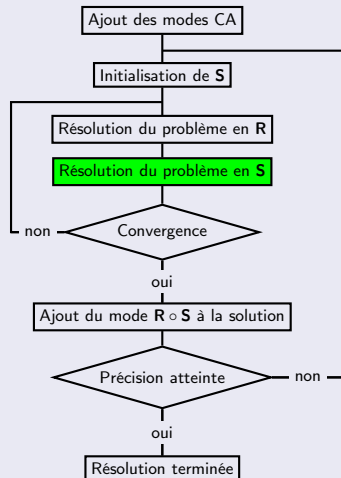 Ajout des modes CA
Initialisation de S
Résolution du problème en R
Résolution du problème en S
Convergence
non
oui
Ajout du mode R ∘ S à la solution
Précision atteinte
non
oui
Résolution terminée